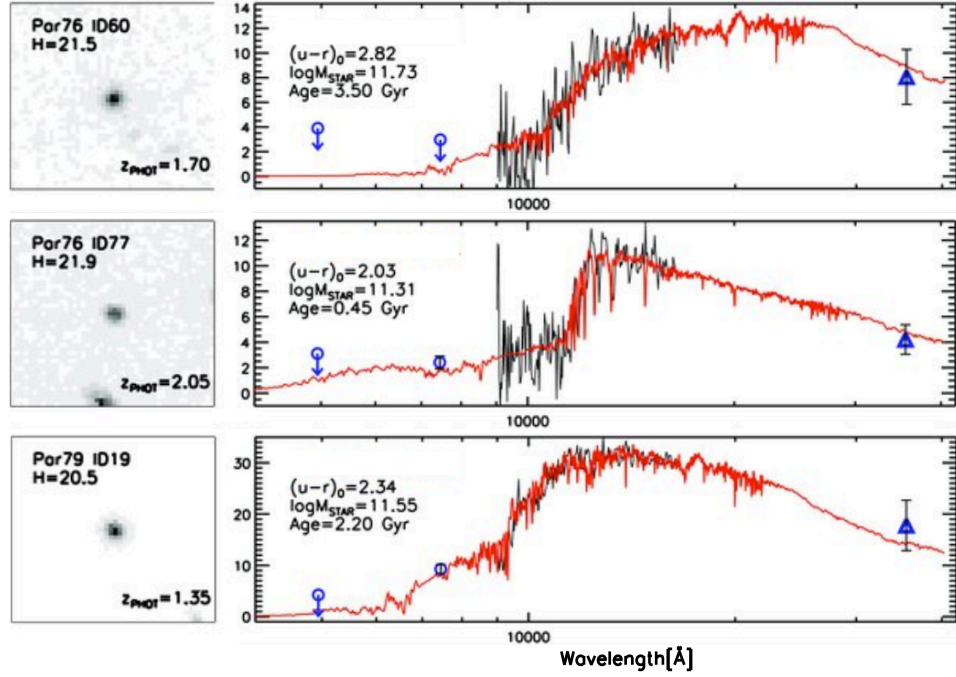 Par76 ID60
H=21.5
z_PHOT=1.70
14
12
10
8
6
4
2
0
(u-r)_0=2.82
logM_STAR=11.73
Age=3.50 Gyr
10000
Par76 ID77
H=21.9
z_PHOT=2.05
12
10
8
6
4
2
0
(u-r)_0=2.03
logM_STAR=11.31
Age=0.45 Gyr
10000
Par79 ID19
H=20.5
z_PHOT=1.35
30
20
10
0
(u-r)_0=2.34
logM_STAR=11.55
Age=2.20 Gyr
10000
Wavelength[Å]